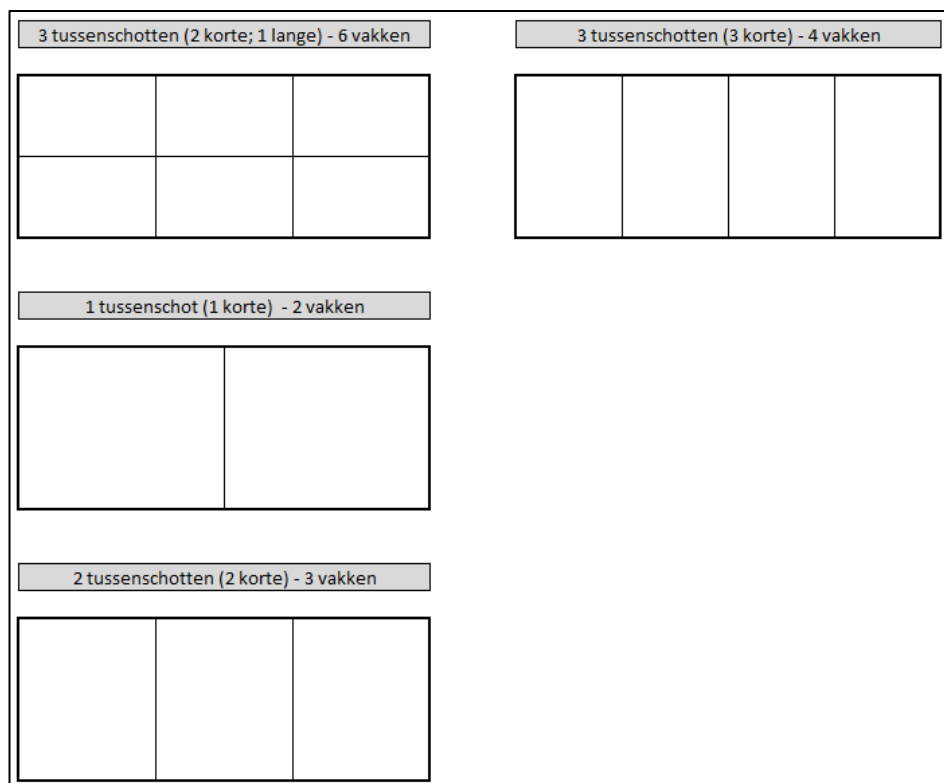 3 tussenschotten (2 korte; 1 lange) - 6 vakken
3 tussenschotten (3 korte) - 4 vakken
1 tussenschot (1 korte)  - 2 vakken
2 tussenschotten (2 korte) - 3 vakken